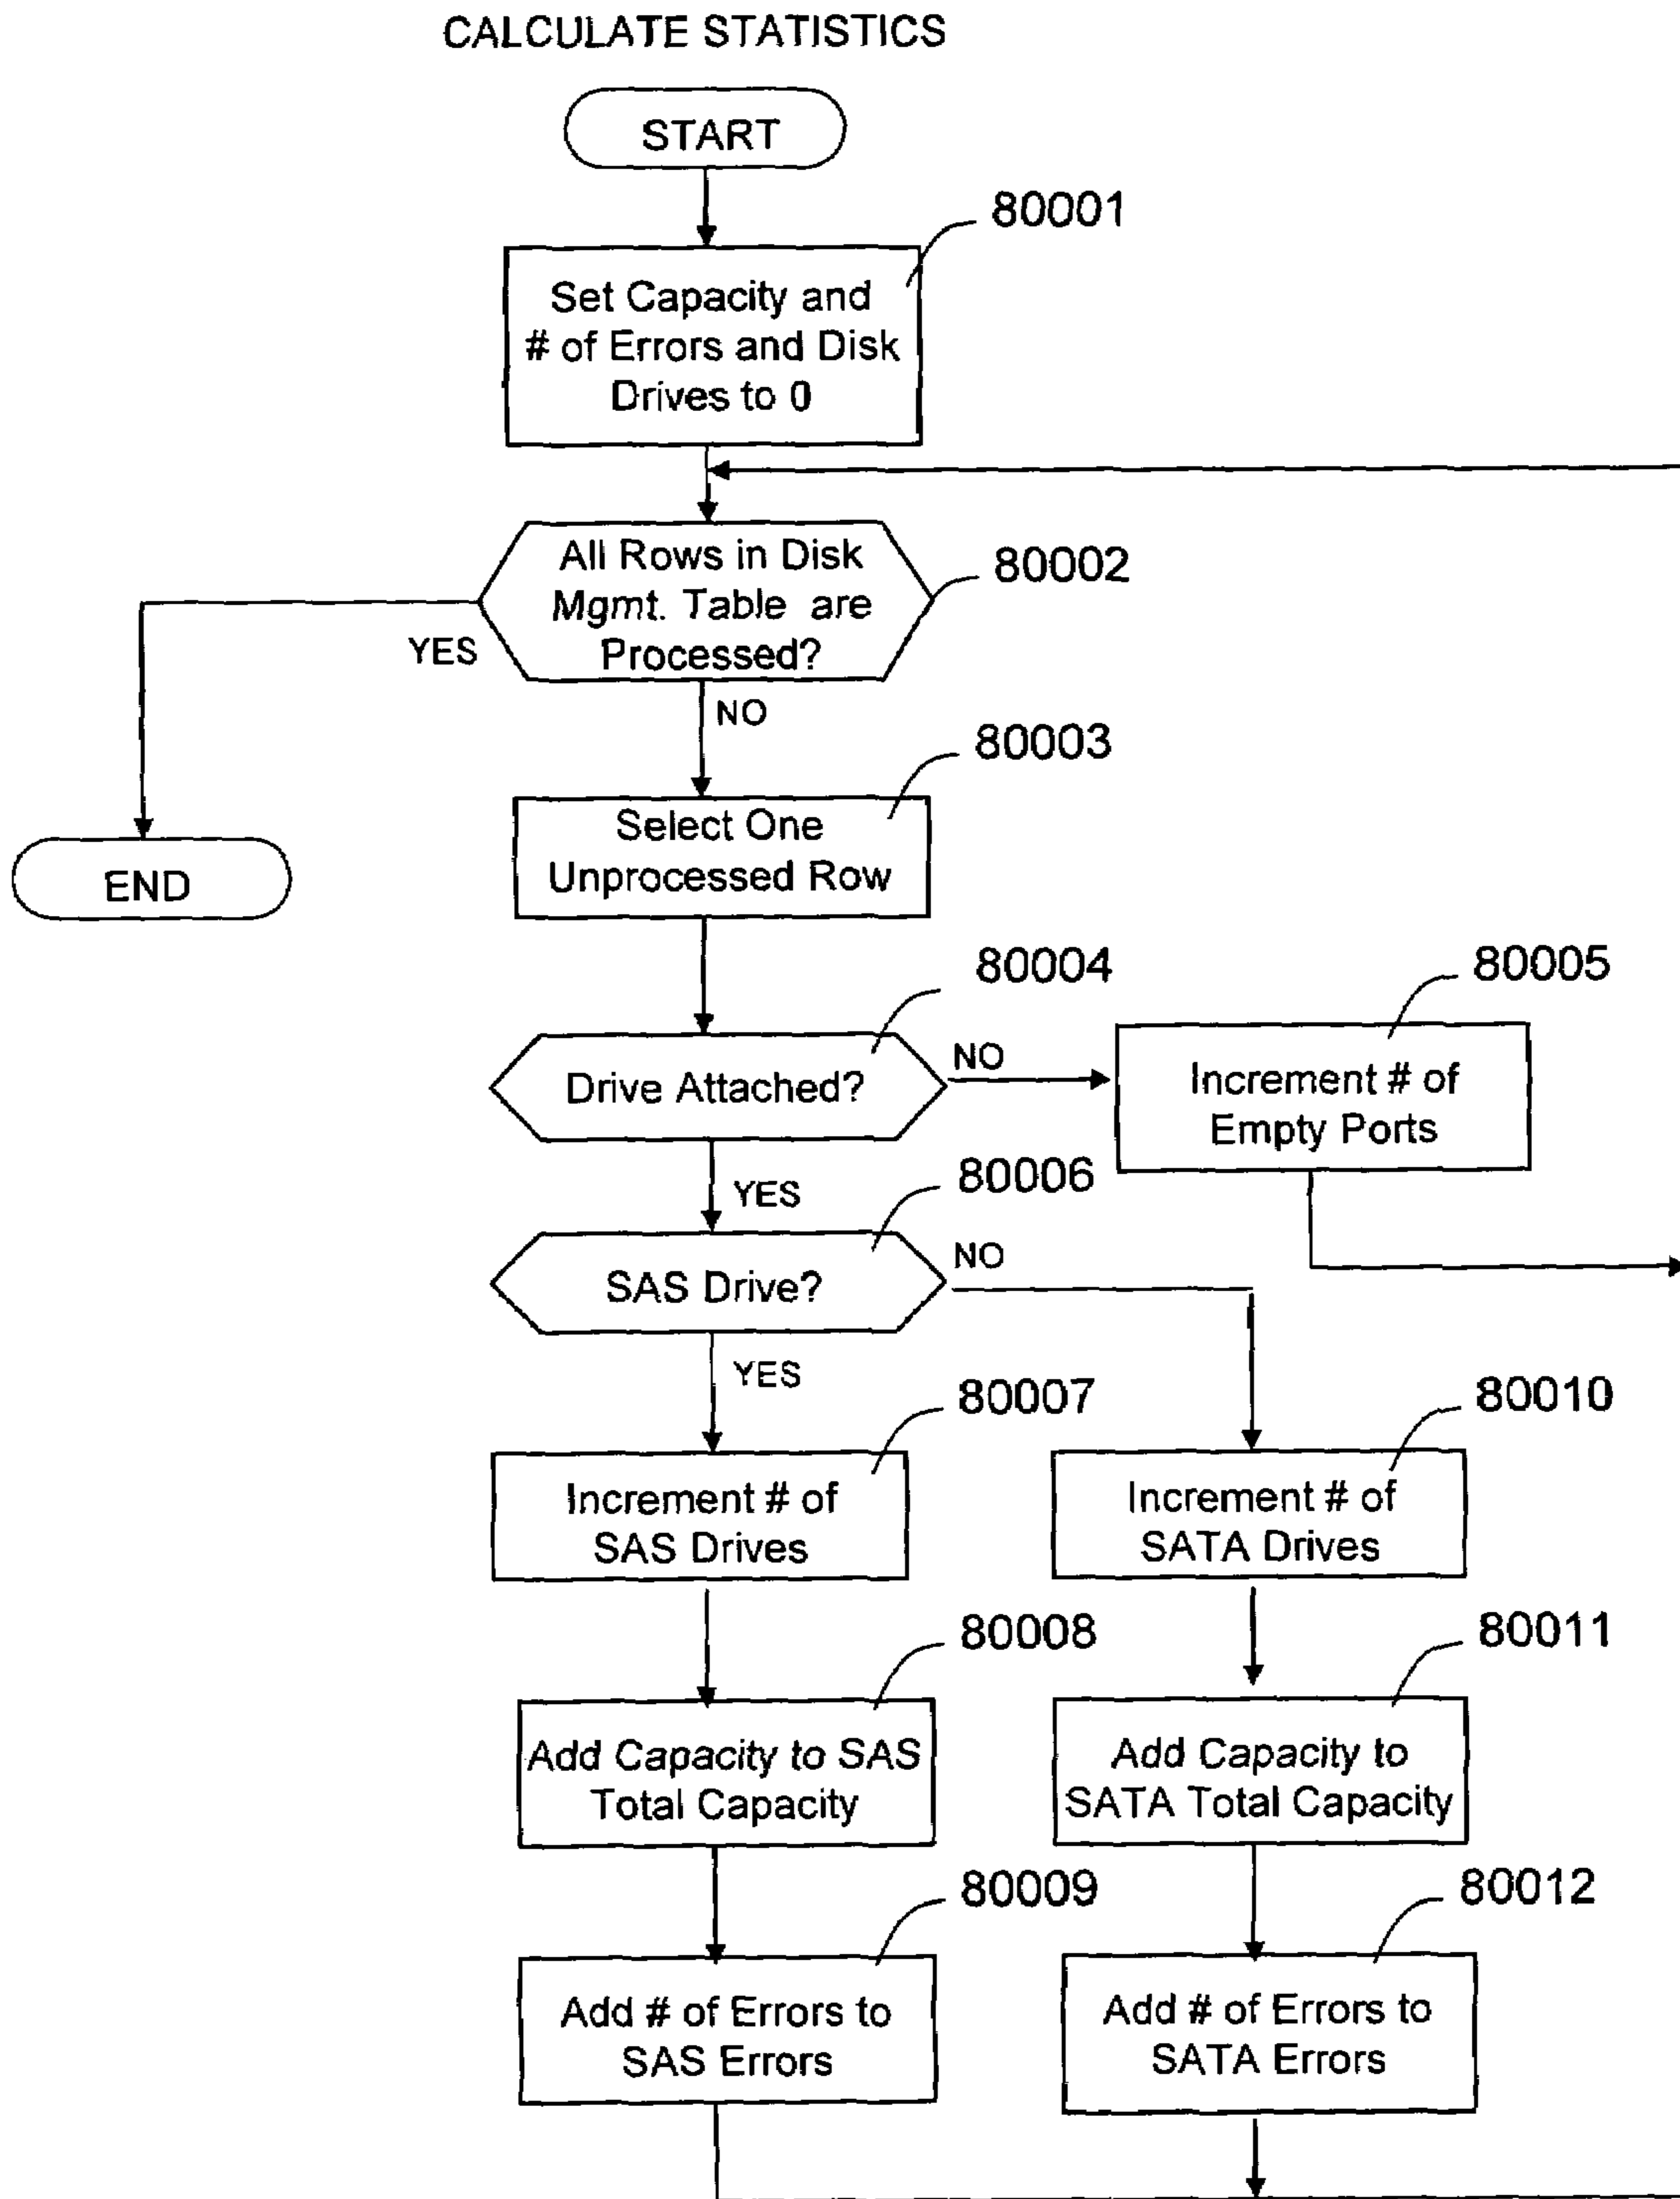 CALCULATE STATISTICS
START
80001
Set Capacity and
# of Errors and Disk
Drives to 0
All Rows in Disk
Mgmt. Table are
Processed?
80002
YES
NO
END
80003
Select One
Unprocessed Row
80004
Drive Attached?
NO
80005
Increment # of
Empty Ports
YES
80006
SAS Drive?
NO
YES
80007
Increment # of
SAS Drives
80010
Increment # of
SATA Drives
80008
Add Capacity to SAS
Total Capacity
80011
Add Capacity to
SATA Total Capacity
80009
Add # of Errors to
SAS Errors
80012
Add # of Errors to
SATA Errors